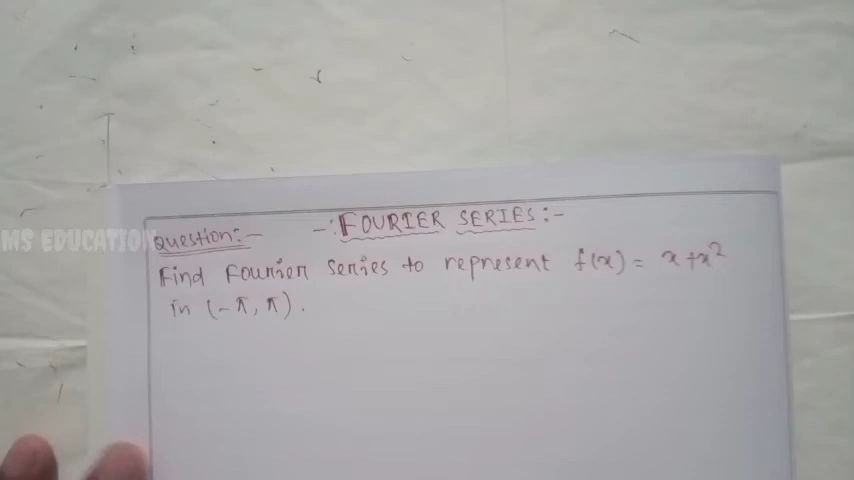 MS EDUCATION
-: FOURIER SERIES :-
Question:-
Find Fourier series to represent f(x) = x+x²
in (-π, π).